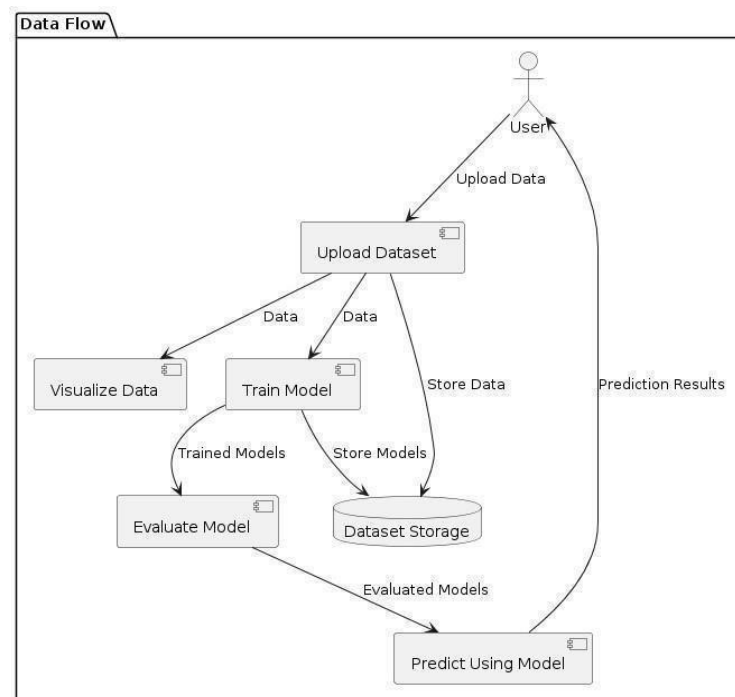 Data Flow
User
Upload Data
Upload Dataset
Data
Data
Visualize Data
Train Model
Store Data
Prediction Results
Trained Models
Store Models
Evaluate Model
Dataset Storage
Evaluated Models
Predict Using Model